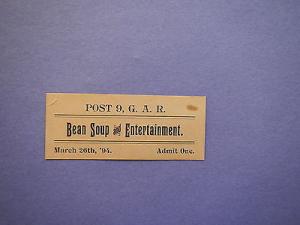 POST 9, G. A. R.
Bean Soup and Entertainment.
March 26th, '94. Admit One.